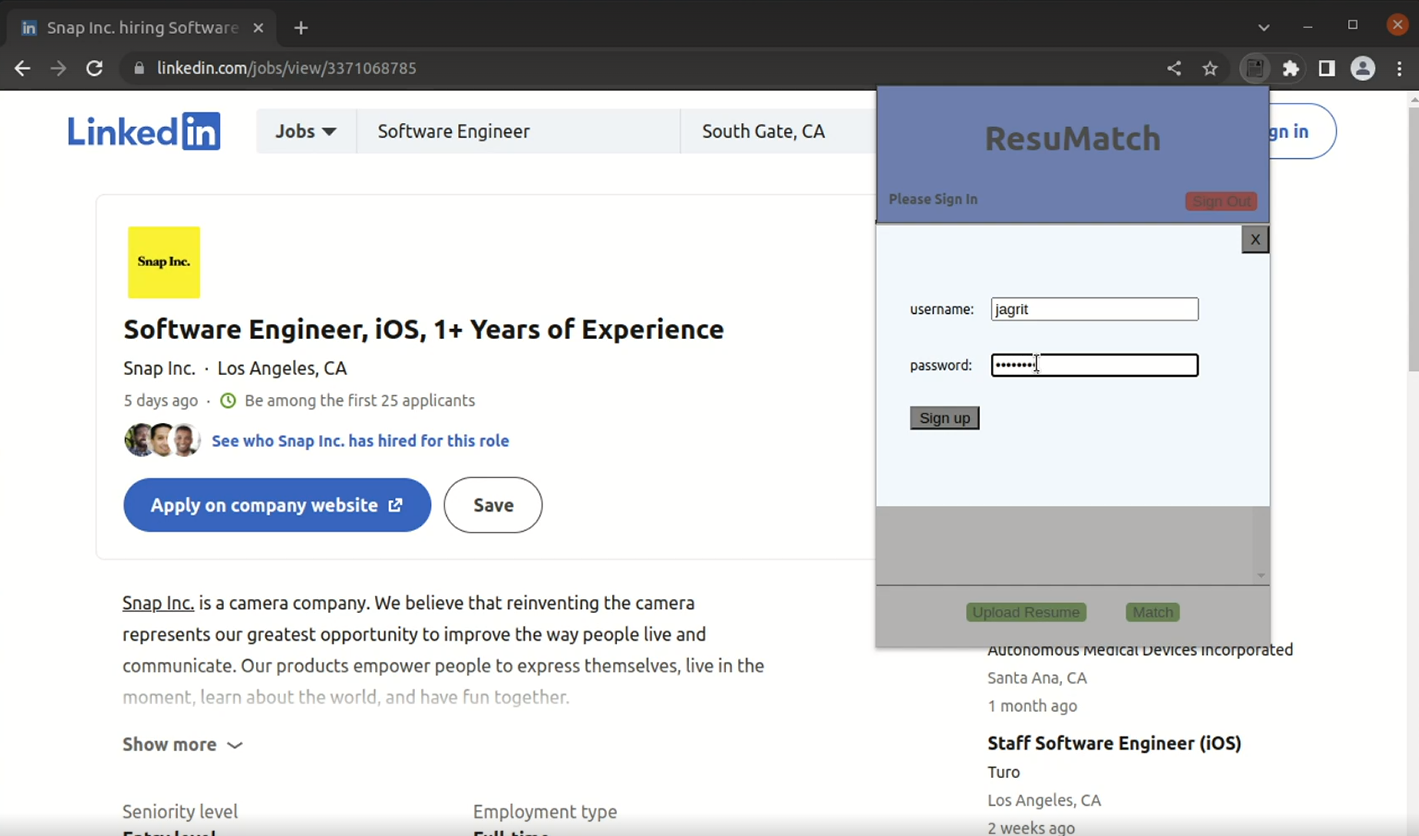 Snap Inc. hiring Software
linkedin.com/jobs/view/3371068785
LinkedIn
Jobs
Software Engineer
South Gate, CA
gn in
ResuMatch
Please Sign In
Sign Out
X
username:
jagrit
password:
Sign up
Upload Resume
Match
Snap Inc.
Software Engineer, iOS, 1+ Years of Experience
Snap Inc. · Los Angeles, CA
5 days ago · Be among the first 25 applicants
See who Snap Inc. has hired for this role
Apply on company website
Save
Snap Inc. is a camera company. We believe that reinventing the camera
represents our greatest opportunity to improve the way people live and
communicate. Our products empower people to express themselves, live in the
moment, learn about the world, and have fun together.
Show more
Seniority level
Entry level
Employment type
Full-time
Autonomous Medical Devices Incorporated
Santa Ana, CA
1 month ago
Staff Software Engineer (iOS)
Turo
Los Angeles, CA
2 weeks ago